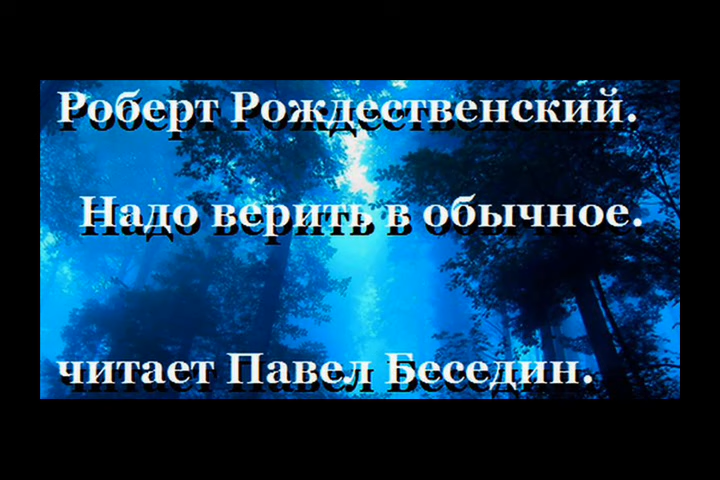 Роберт Рождественский.
Надо верить в обычное.
читает Павел Беседин.